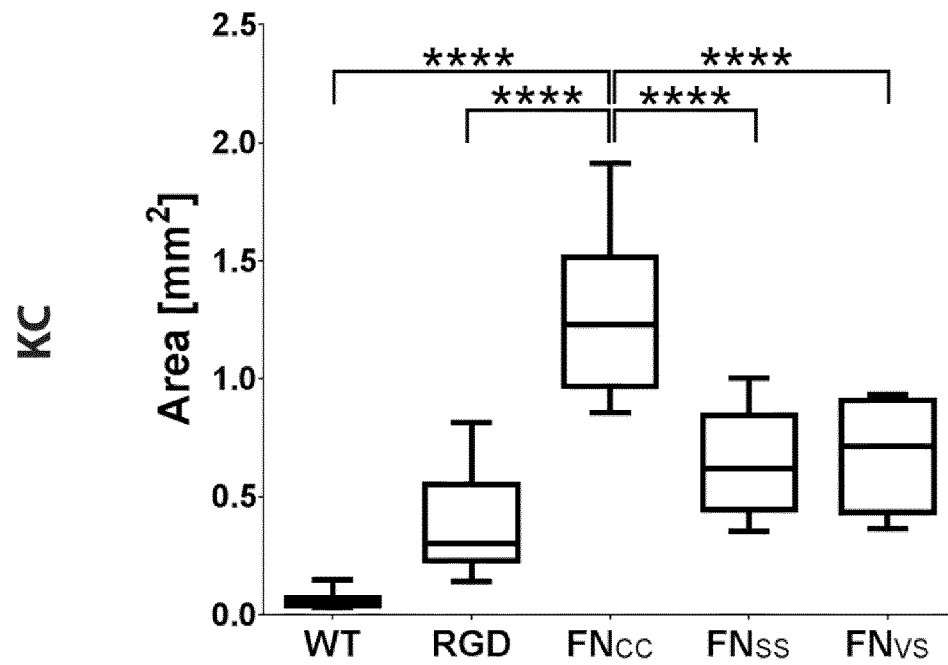 KC
Area [mm²]
2.5
2.0
1.5
1.0
0.5
0.0
**** ****
**** ****
WT RGD FNCC FNSS FNVS